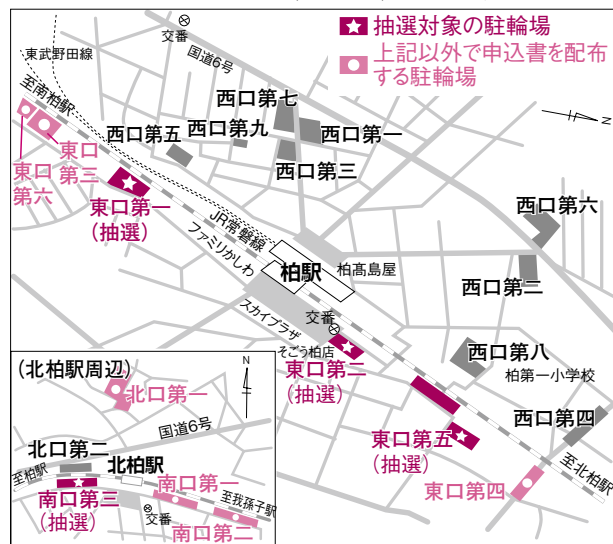 抽選対象の駐輪場
上記以外で申込書を配布
する駐輪場
交番
東武野田線
国道6号
至南柏駅
西口第七
西口第九
西口第一
西口第五
西口第三
東口
第三
東口
第六
東口第一
(抽選)
JR常磐線
ファミリかしわ
柏駅
柏髙島屋
西口第六
西口第二
スカイプラザ
交番
そごう柏店
東口第二
(抽選)
西口第八
柏第一小学校
西口第四
東口第五
(抽選)
至北柏駅
東口第四
N
(北柏駅周辺)
N
北口第一
国道6号
北口第二
北柏駅
至柏駅
南口第一
至我孫子駅
南口第三
(抽選)
交番
南口第二